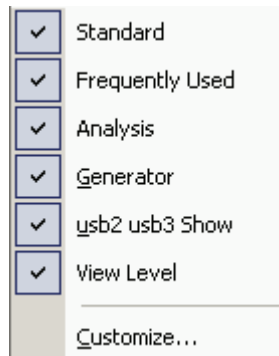 Standard
Frequently Used
Analysis
Generator
usb2 usb3 Show
View Level
Customize...